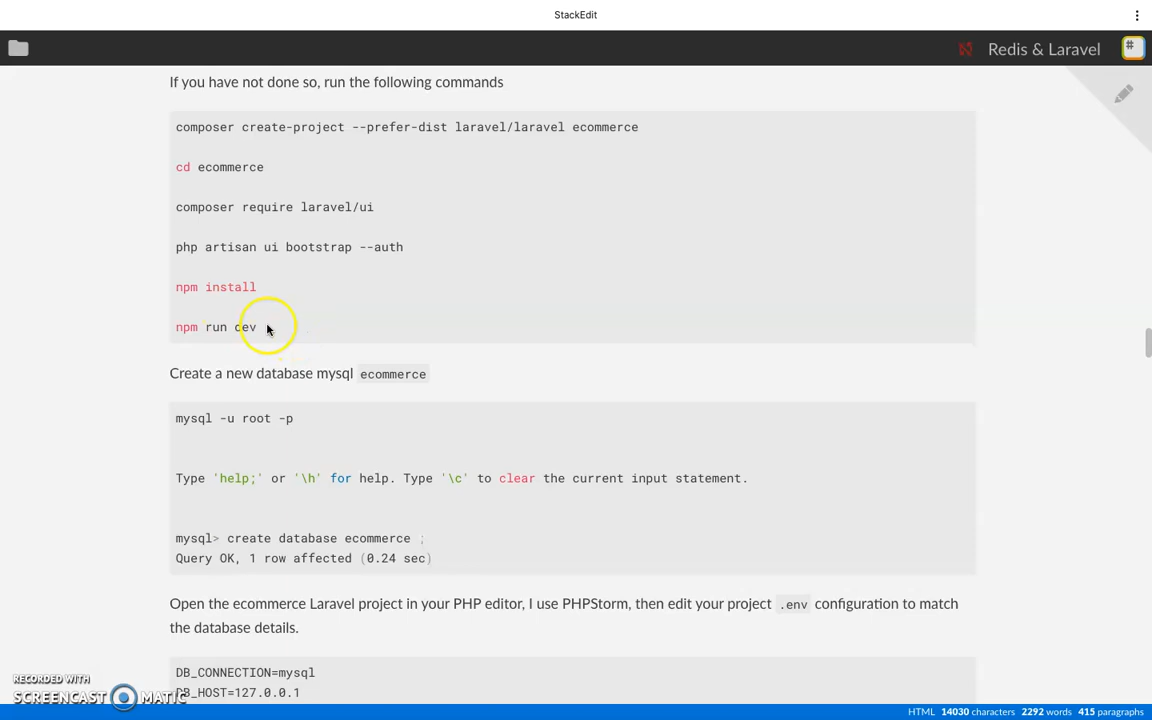 StackEdit
Redis & Laravel
#
If you have not done so, run the following commands
composer create-project --prefer-dist laravel/laravel ecommerce
cd ecommerce
composer require laravel/ui
php artisan ui bootstrap --auth
npm install
npm run dev
Create a new database mysql ecommerce
mysql -u root -p
Type 'help;' or '\h' for help. Type '\c' to clear the current input statement.
mysql> create database ecommerce ;
Query OK, 1 row affected (0.24 sec)
Open the ecommerce Laravel project in your PHP editor, I use PHPStorm, then edit your project .env configuration to match
the database details.
DB_CONNECTION=mysql
DB_HOST=127.0.0.1
RECORDED WITH
SCREENCAST MATIC
HTML 14030 characters 2292 words 415 paragraphs